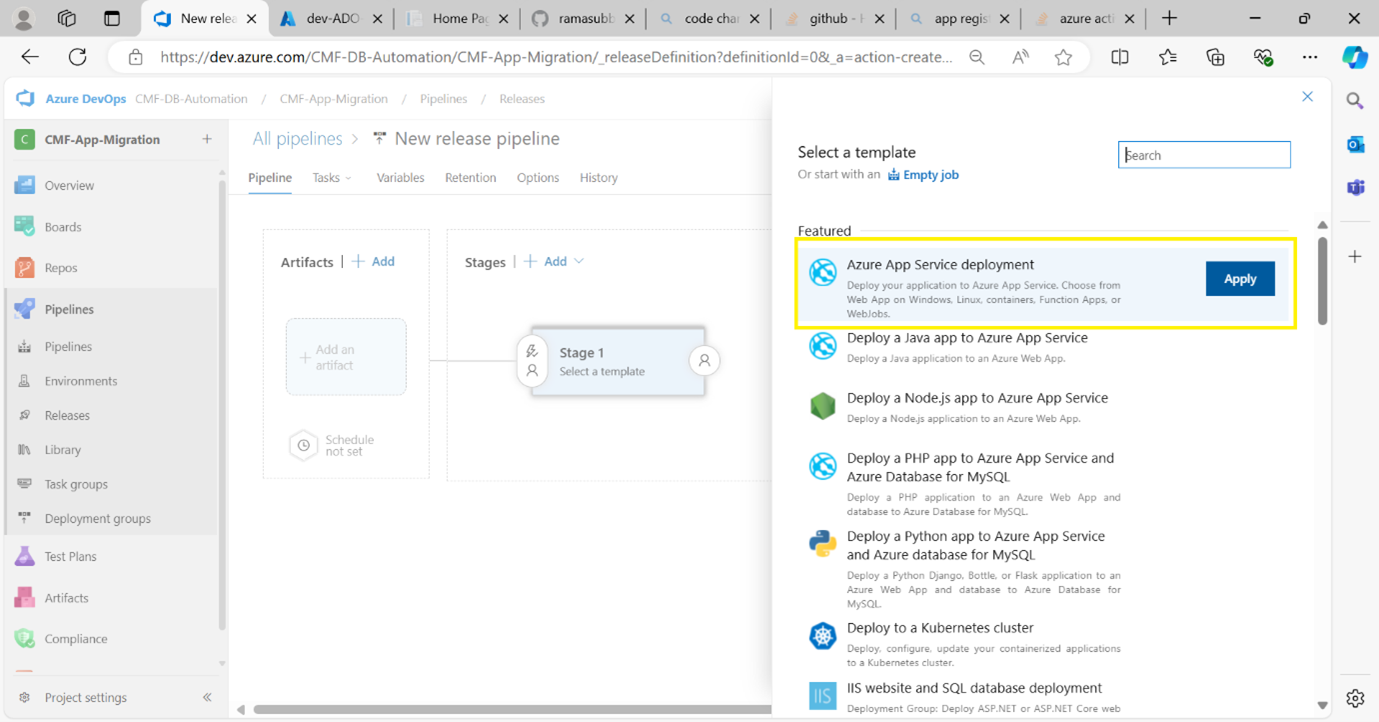 New relea
dev-ADO
Home Pag
ramasubb
code char
github - H
app regist
azure acti
https://dev.azure.com/CMF-DB-Automation/CMF-App-Migration/_releaseDefinition?definitionId=0&_a=action-create...
Azure DevOps CMF-DB-Automation / CMF-App-Migration / Pipelines / Releases
C CMF-App-Migration
Overview
Boards
Repos
Pipelines
Pipelines
Environments
Releases
Library
Task groups
Deployment groups
Test Plans
Artifacts
Compliance
Project settings
All pipelines > New release pipeline
Pipeline Tasks Variables Retention Options History
Artifacts | + Add
Add an
artifact
Schedule
not set
Stages | + Add
Stage 1
Select a template
Select a template
Or start with an Empty job
Search
Featured
Azure App Service deployment
Deploy your application to Azure App Service. Choose from
Web App on Windows, Linux, containers, Function Apps, or
WebJobs.
Apply
Deploy a Java app to Azure App Service
Deploy a Java application to an Azure Web App.
Deploy a Node.js app to Azure App Service
Deploy a Node.js application to an Azure Web App.
Deploy a PHP app to Azure App Service and
Azure Database for MySQL
Deploy a PHP application to an Azure Web App and
database to Azure Database for MySQL.
Deploy a Python app to Azure App Service
and Azure database for MySQL
Deploy a Python Django, Bottle, or Flask application to an
Azure Web App and database to Azure Database for
MySQL.
Deploy to a Kubernetes cluster
Deploy, configure, update your containerized applications
to a Kubernetes cluster.
IIS
IIS website and SQL database deployment
Deployment Group: Deploy ASP.NET or ASP.NET Core web